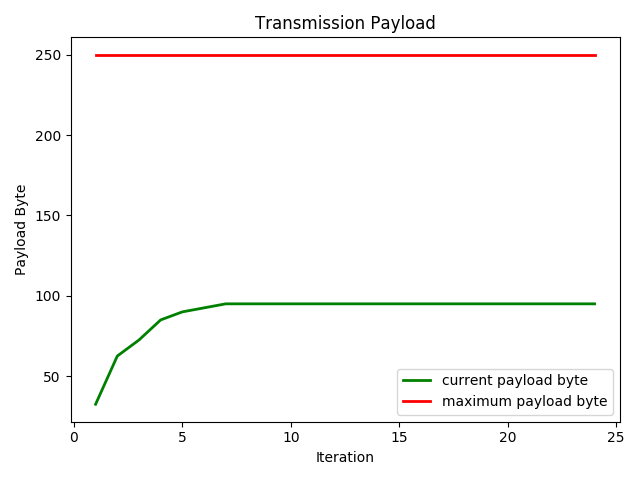 Transmission Payload
250
200
150
100
50
Payload Byte
0
5
10
15
20
25
Iteration
current payload byte
maximum payload byte